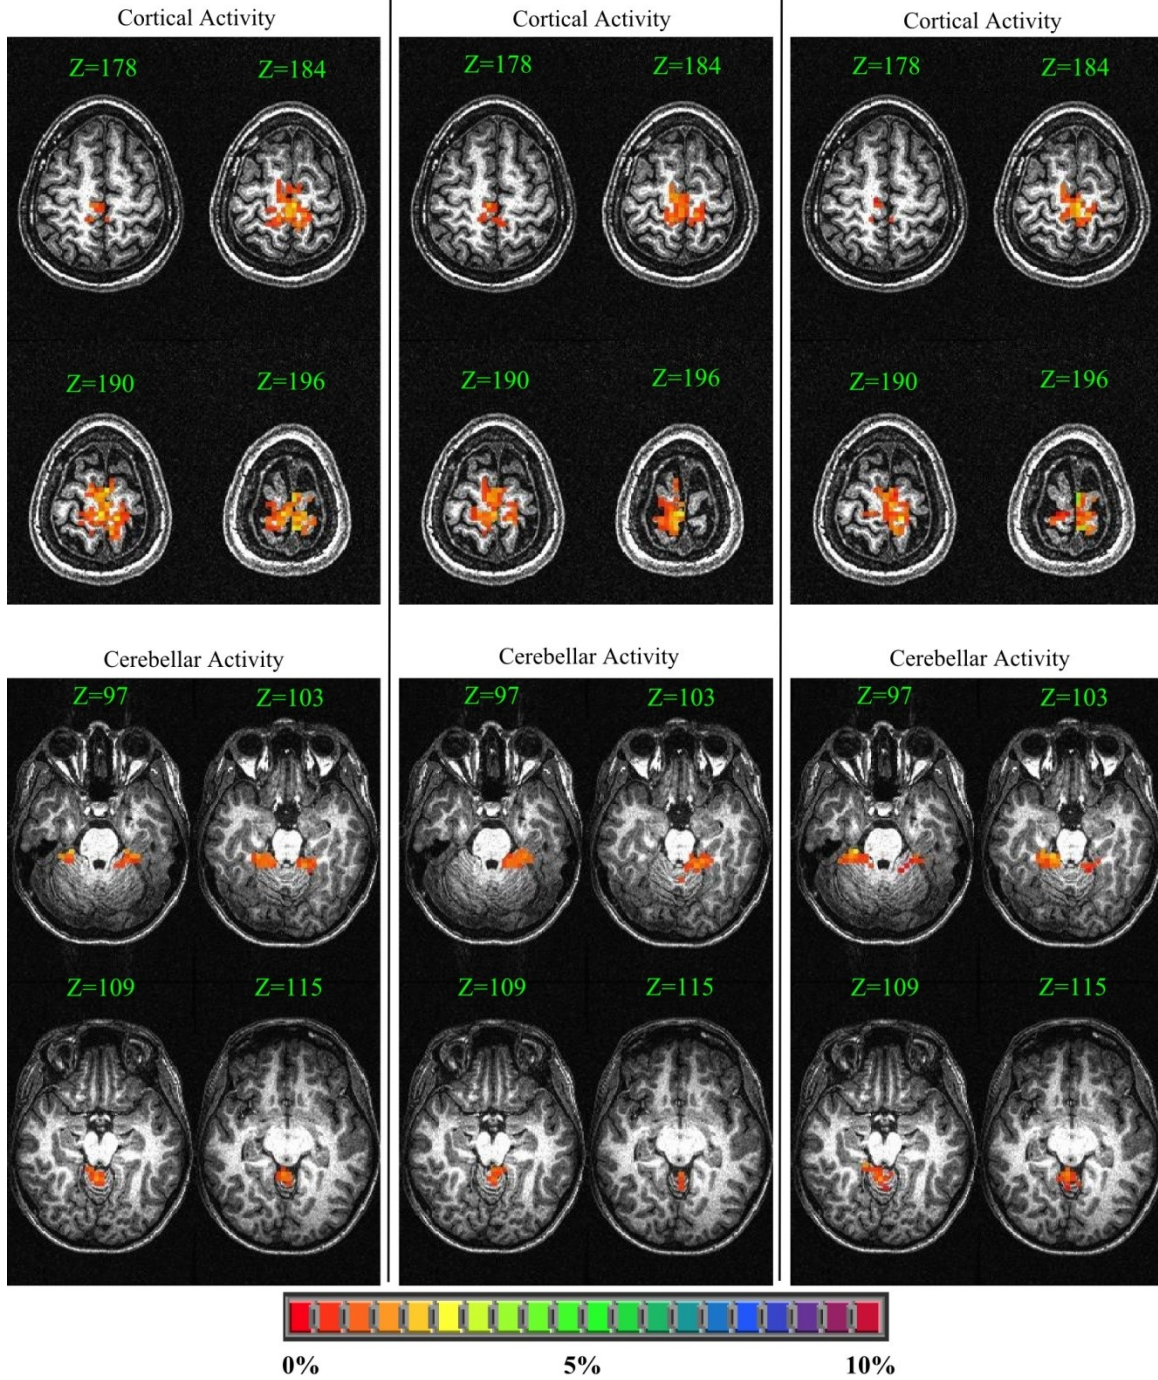 Cortical Activity Cortical Activity Cortical Activity
Z=178 Z=184 Z=178 Z=184 Z=178 Z=184
Z=190 Z=196 Z=190 Z=196 Z=190 Z=196
Cerebellar Activity Cerebellar Activity Cerebellar Activity
Z=97 Z=103 Z=97 Z=103 Z=97 Z=103
Z=109 Z=115 Z=109 Z=115 Z=109 Z=115
0% 5% 10%